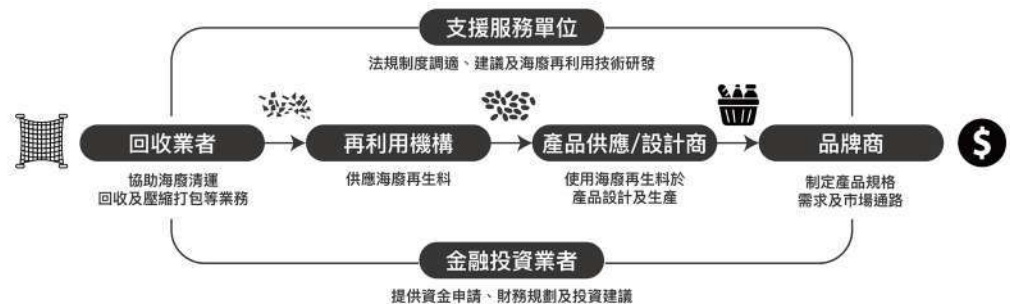 支援服務單位
法規制度調適、建議及海廢再利用技術研發
回收業者
協助海廢清運
回收及壓縮打包等業務
再利用機構
供應海廢再生料
產品供應/設計商
使用海廢再生料於
產品設計及生產
品牌商
制定產品規格
需求及市場通路
$
金融投資業者
提供資金申請、財務規劃及投資建議